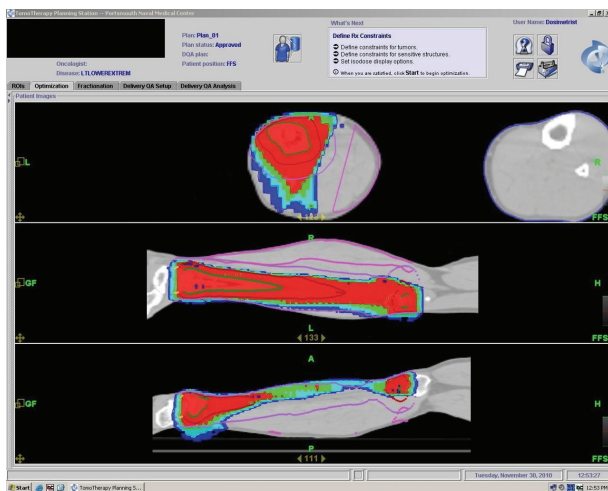 TomoTherapy Planning Station -- Portsmouth Naval Medical Center
Plan: Plan_01
Plan status: Approved
DQA plan:
Oncologist:
Patient position: FFS
Disease: LTLOWEREXTREM
What's Next
Define Rx Constraints
Define constraints for tumors.
Define constraints for sensitive structures.
Set isodose display options.
When you are satisfied, click Start to begin optimization.
User Name: Dosimetrist
ROIs Optimization Fractionation Delivery QA Setup Delivery QA Analysis
Patient Images
A
L
R
FFS
R
GF
H
L
133
FFS
A
GF
H
P
111
FFS
Tuesday, November 30, 2010 12:53:27
Start TomoTherapy Planning S... 12:53 PM